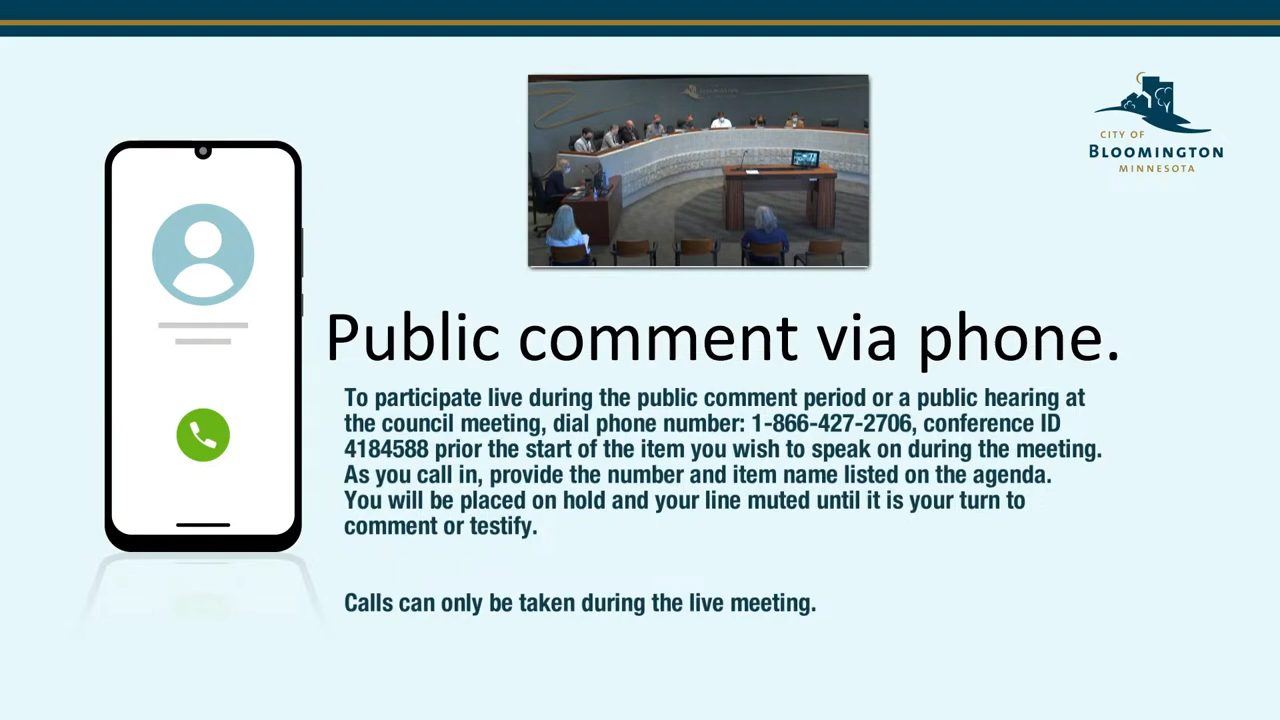 CITY OF
BLOOMINGTON
MINNESOTA
Public comment via phone.
To participate live during the public comment period or a public hearing at
the council meeting, dial phone number: 1-866-427-2706, conference ID
4184588 prior the start of the item you wish to speak on during the meeting.
As you call in, provide the number and item name listed on the agenda.
You will be placed on hold and your line muted until it is your turn to
comment or testify.
Calls can only be taken during the live meeting.